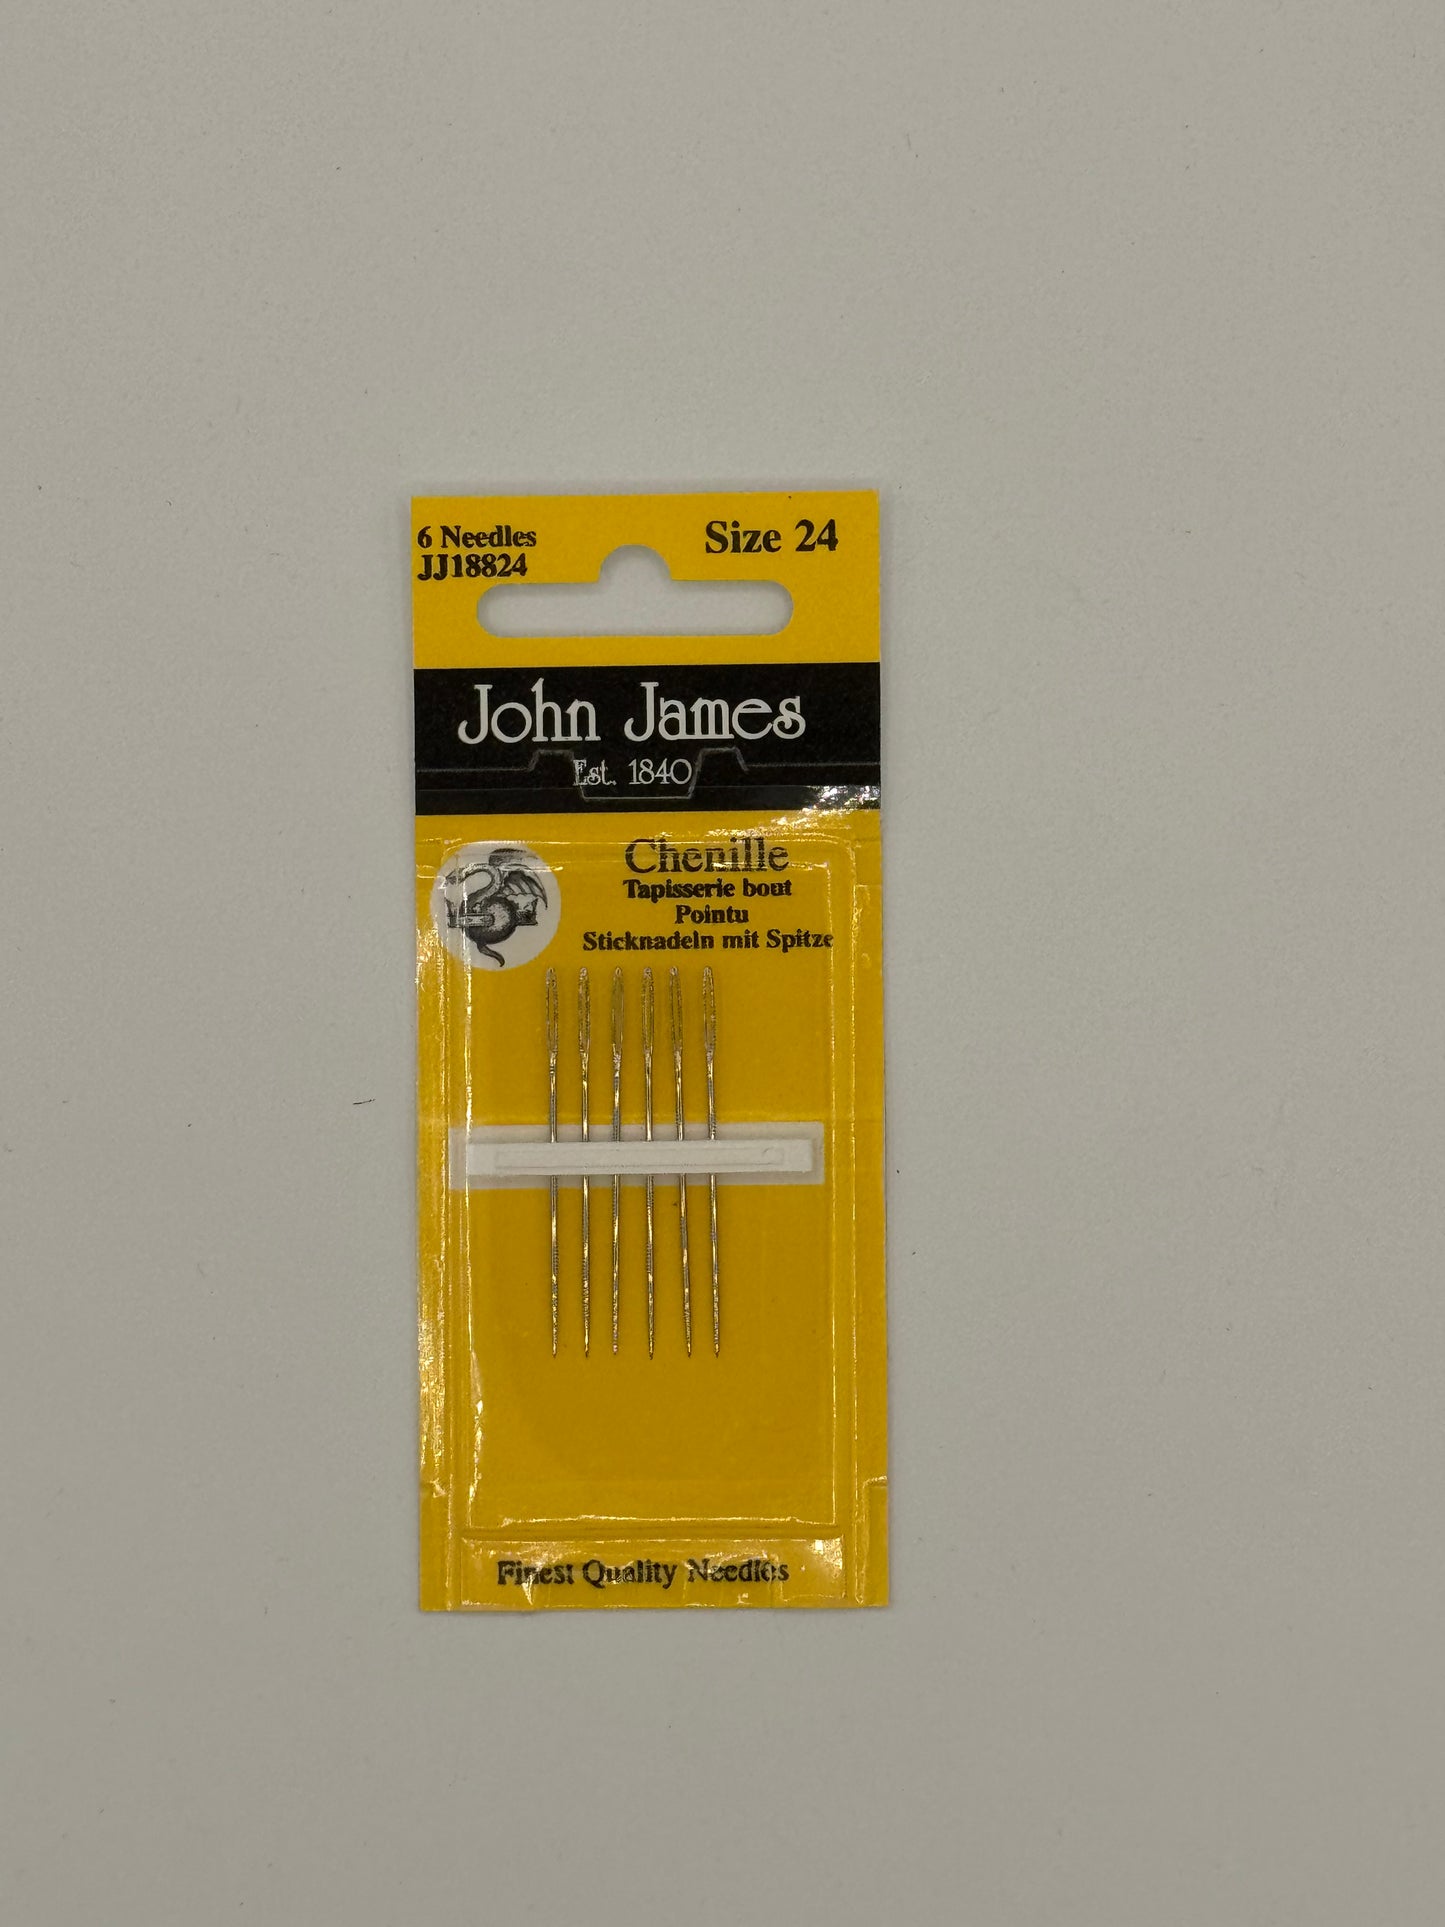 6 Needles
JJ18824
Size 24
John James
Est. 1840
Chenille
Tapisserie bout
Pointu
Sticknadeln mit Spitze
Finest Quality Needles